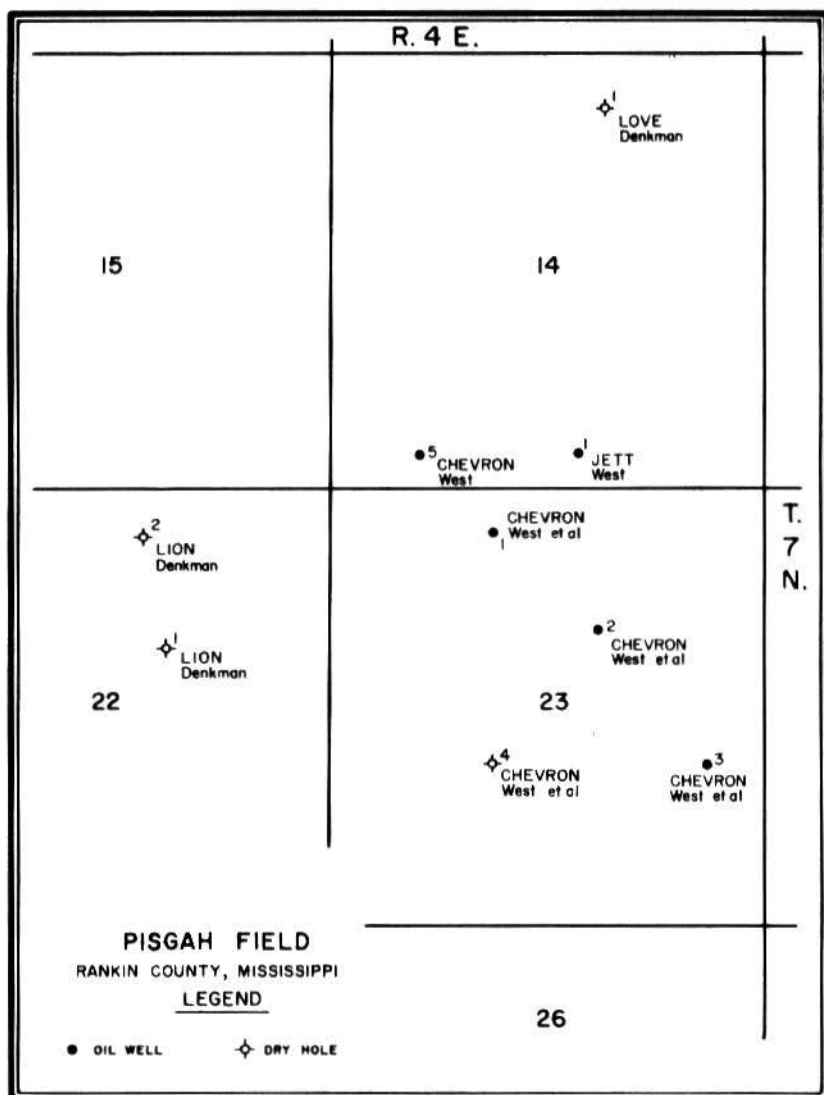 R. 4 E.
1
LOVE
Denkman
15
14
5
CHEVRON
West
1
JETT
West
T.
7
N.
2
LION
Denkman
CHEVRON
West et al
1
1
LION
Denkman
2
CHEVRON
West et al
22
23
4
CHEVRON
West et al
3
CHEVRON
West et al
PISGAH FIELD
RANKIN COUNTY, MISSISSIPPI
LEGEND
OIL WELL
DRY HOLE
26